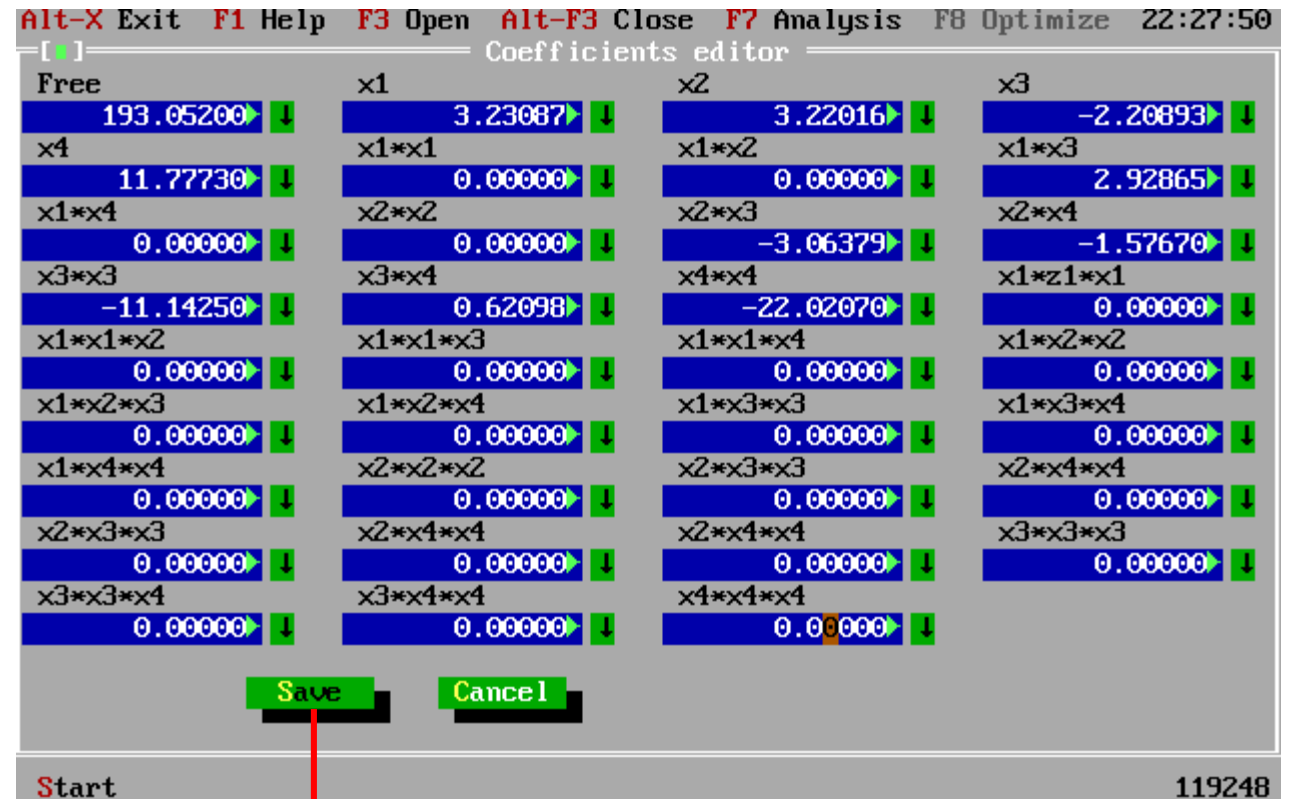 Alt-X Exit F1 Help F3 Open Alt-F3 Close F7 Analysis F8 Optimize 22:27:50
[ ] Coefficients editor
Free x1 x2 x3
193.05200 3.23087 3.22016 -2.20893
x4 x1*x1 x1*x2 x1*x3
11.77730 0.00000 0.00000 2.92865
x1*x4 x2*x2 x2*x3 x2*x4
0.00000 0.00000 -3.06379 -1.57670
x3*x3 x3*x4 x4*x4 x1*z1*x1
-11.14250 0.62098 -22.02070 0.00000
x1*x1*x2 x1*x1*x3 x1*x1*x4 x1*x2*x2
0.00000 0.00000 0.00000 0.00000
x1*x2*x3 x1*x2*x4 x1*x3*x3 x1*x3*x4
0.00000 0.00000 0.00000 0.00000
x1*x4*x4 x2*x2*x2 x2*x3*x3 x2*x4*x4
0.00000 0.00000 0.00000 0.00000
x2*x3*x3 x2*x4*x4 x2*x4*x4 x3*x3*x3
0.00000 0.00000 0.00000 0.00000
x3*x3*x4 x3*x4*x4 x4*x4*x4
0.00000 0.00000 0.00000
Save Cancel
Start 119248